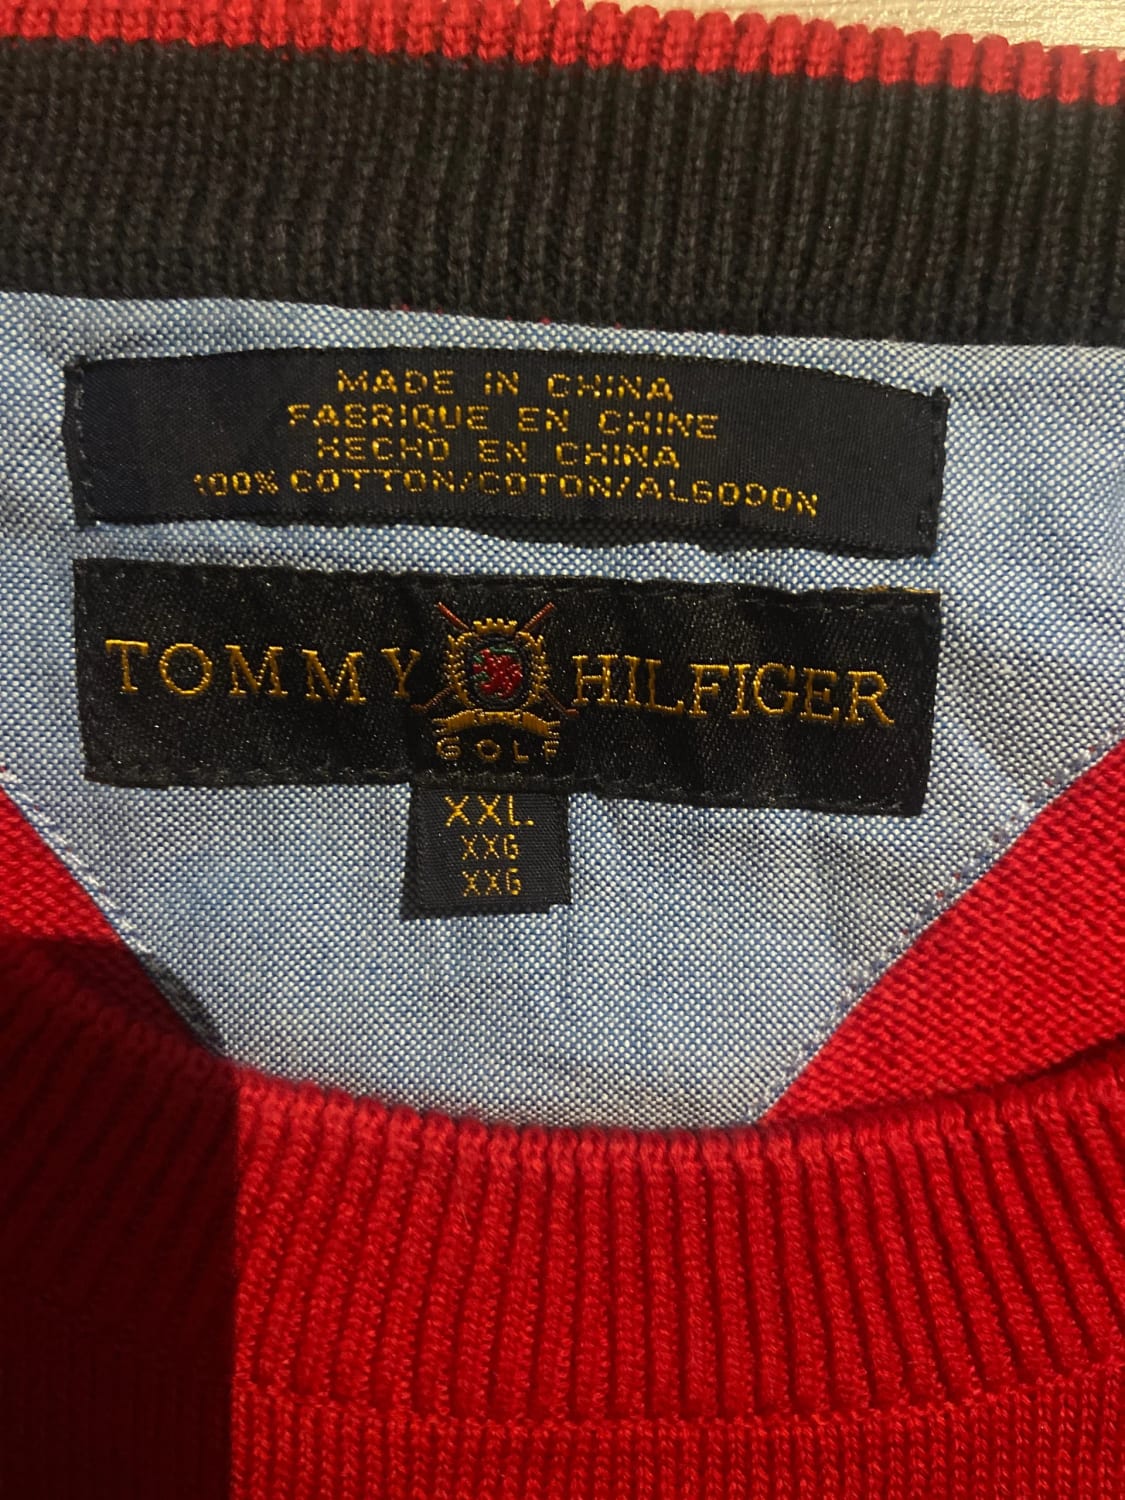 MADE IN CHINA
FABRIQUE EN CHINE
HECHO EN CHINA
100% COTTON/COTON/ALGODON
TOMMY HILFIGER
GOLF
XXL
XXG
XXG